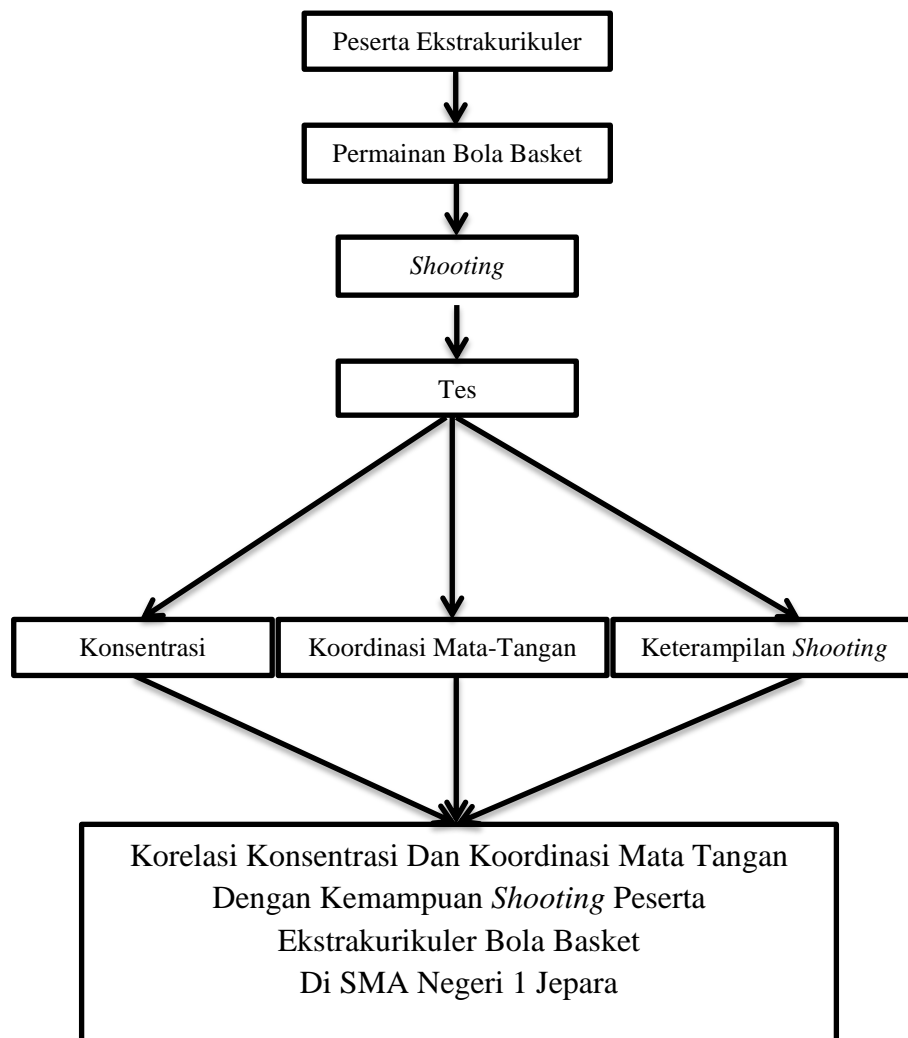 Peserta Ekstrakurikuler
Permainan Bola Basket
Shooting
Tes
Konsentrasi
Koordinasi Mata-Tangan
Keterampilan Shooting
Korelasi Konsentrasi Dan Koordinasi Mata Tangan
Dengan Kemampuan Shooting Peserta
Ekstrakurikuler Bola Basket
Di SMA Negeri 1 Jepara